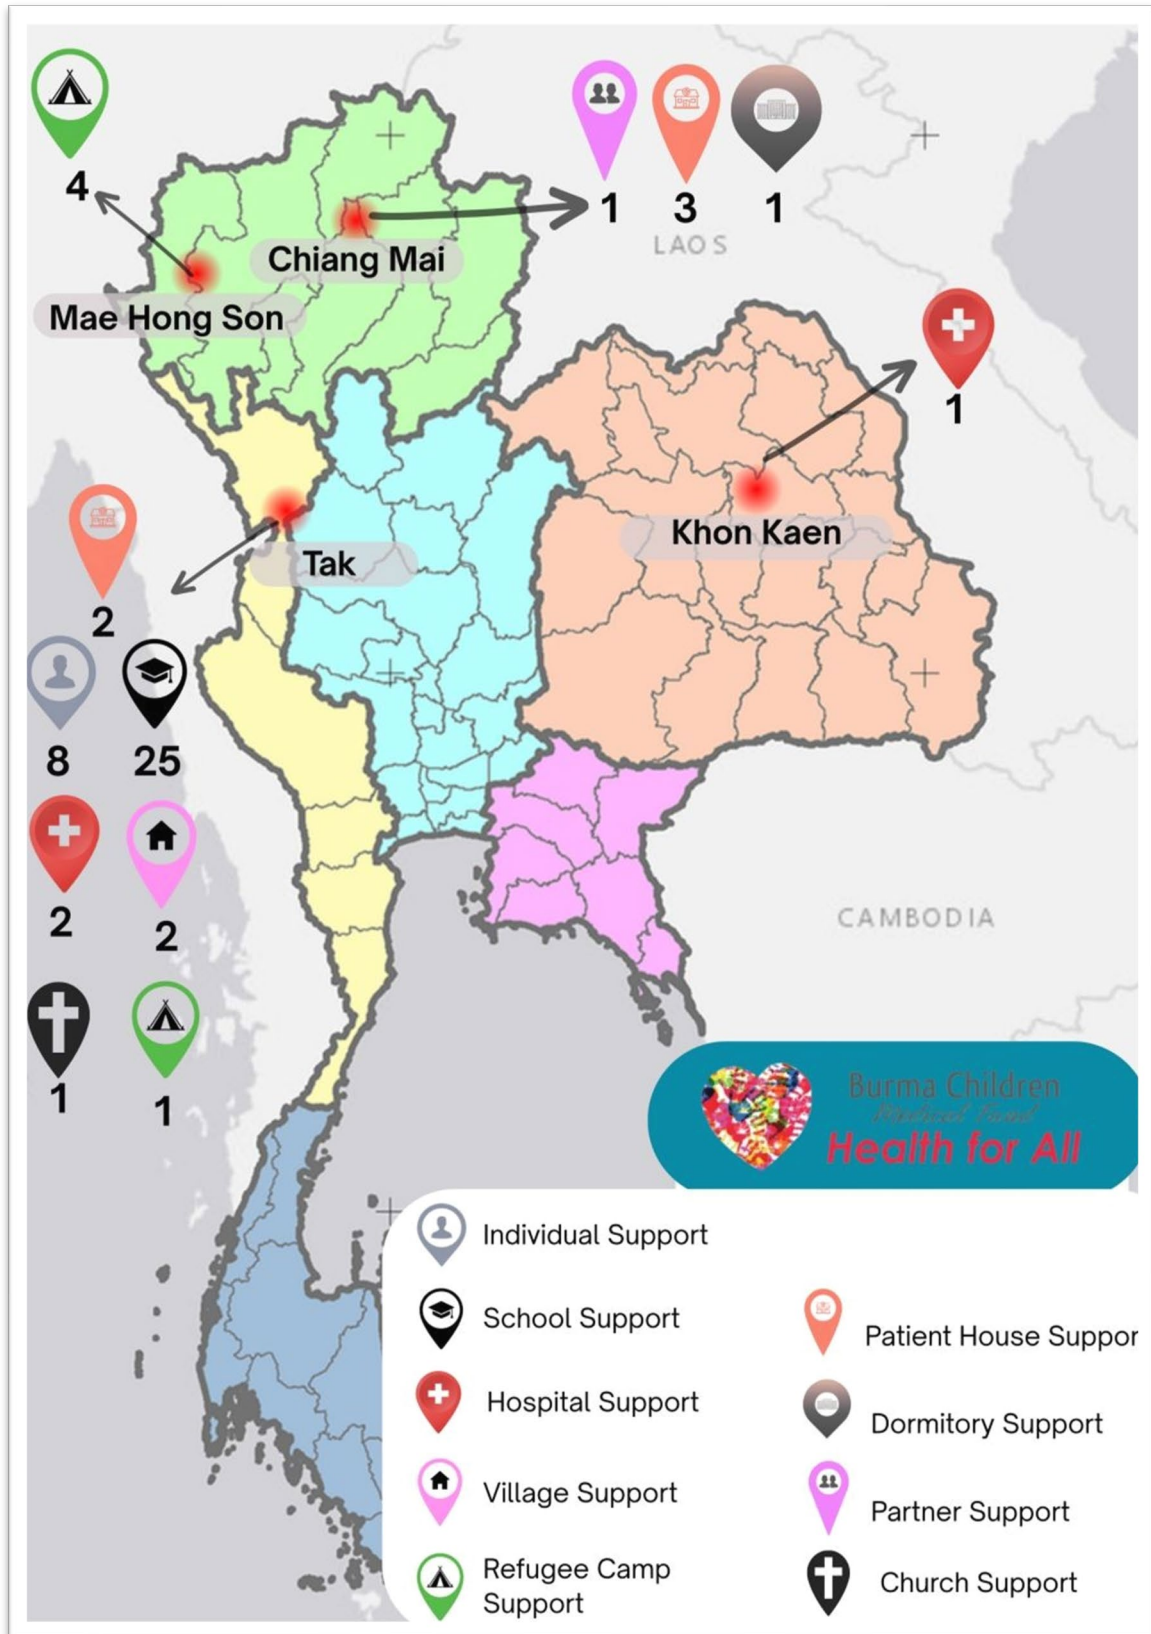 4
1 3 1
LAOS
Chiang Mai
Mae Hong Son
1
Khon Kaen
Tak
2
8 25
2 2
1 1
CAMBODIA
Burma Children
Medical Fund
Health for All
Individual Support
School Support
Hospital Support
Village Support
Refugee Camp
Support
Patient House Suppor
Dormitory Support
Partner Support
Church Support